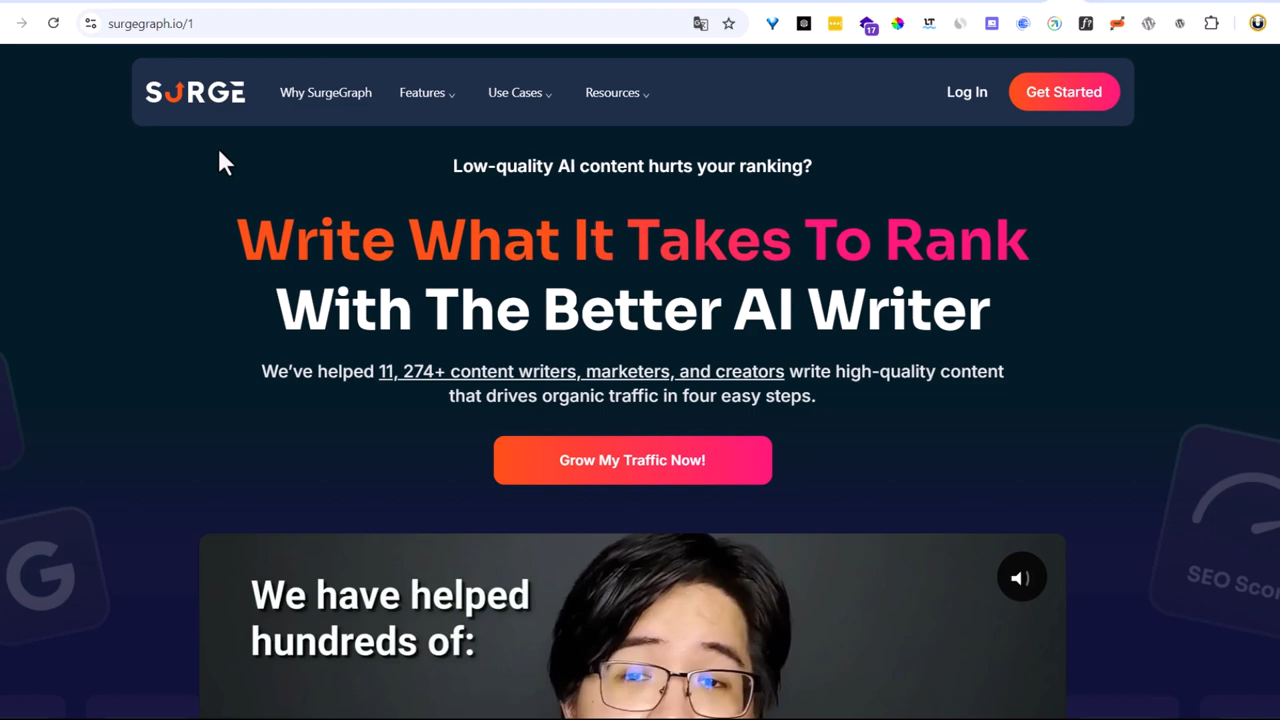 surgegraph.io/1
17
SURGE
Why SurgeGraph
Features
Use Cases
Resources
Log In
Get Started
Low-quality AI content hurts your ranking?
Write What It Takes To Rank
With The Better AI Writer
We've helped 11, 274+ content writers, marketers, and creators write high-quality content
that drives organic traffic in four easy steps.
Grow My Traffic Now!
G
SEO Scor
We have helped
hundreds of: